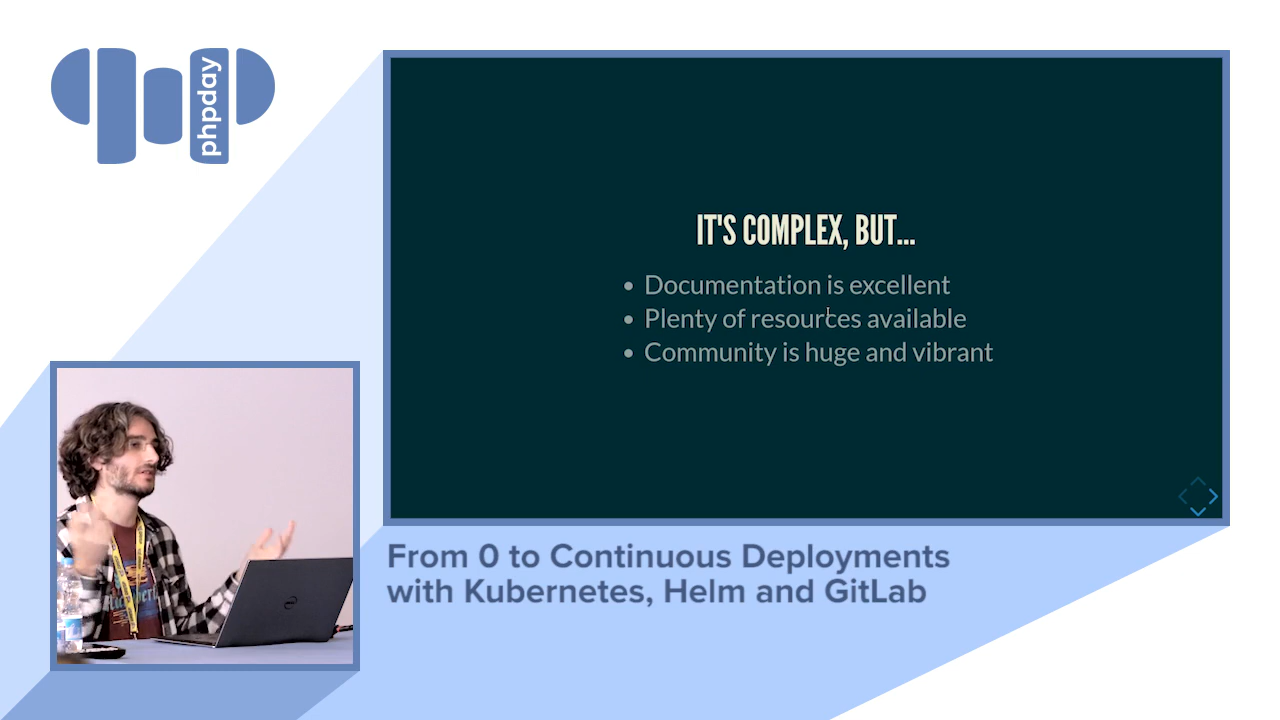 phpday
IT'S COMPLEX, BUT...
Documentation is excellent
Plenty of resources available
Community is huge and vibrant
From 0 to Continuous Deployments
with Kubernetes, Helm and GitLab